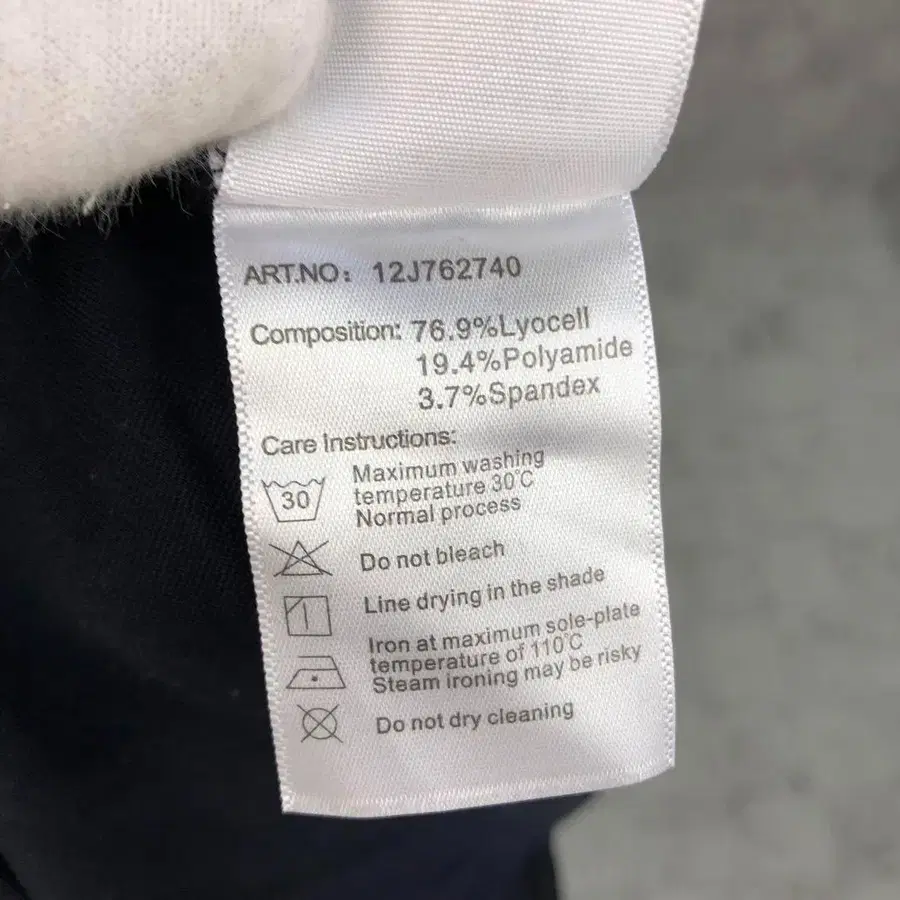 ART.NO: 12J762740
Composition: 76.9%Lyocell
19.4%Polyamide
3.7%Spandex
Care Instructions:
30
Maximum washing
temperature 30℃
Normal process
Do not bleach
Line drying in the shade
Iron at maximum sole-plate
temperature of 110℃
Steam ironing may be risky
Do not dry cleaning